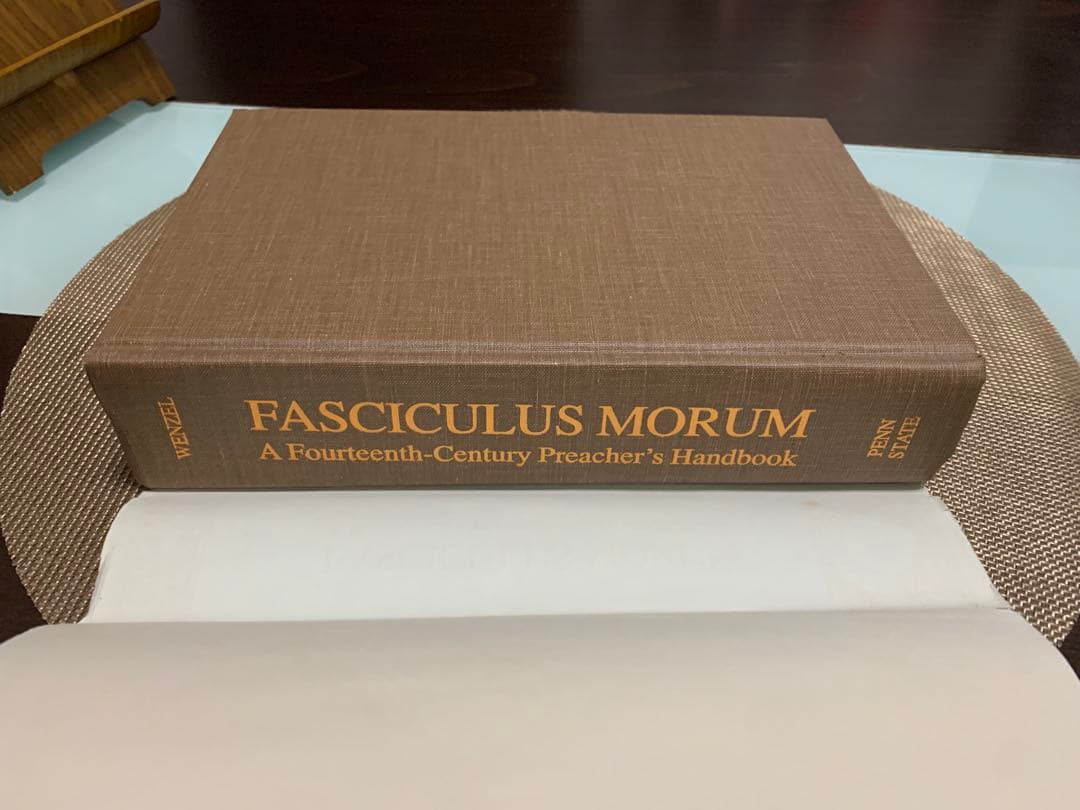 WENZEL
FASCICULUS MORUM
A Fourteenth-Century Preacher's Handbook
PENN
STATE